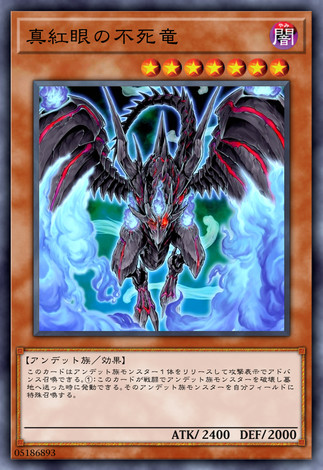 真紅眼の不死竜
闇
やみ
【アンデット族／効果】
このカードはアンデット族モンスター１体をリリースして攻撃表示でアドバ
ンス召喚できる。①：このカードが戦闘でアンデット族モンスターを破壊し墓
地へ送った時に発動できる。そのアンデット族モンスターを自分フィールドに
特殊召喚する。
ATK/ 2400 DEF/2000
05186893